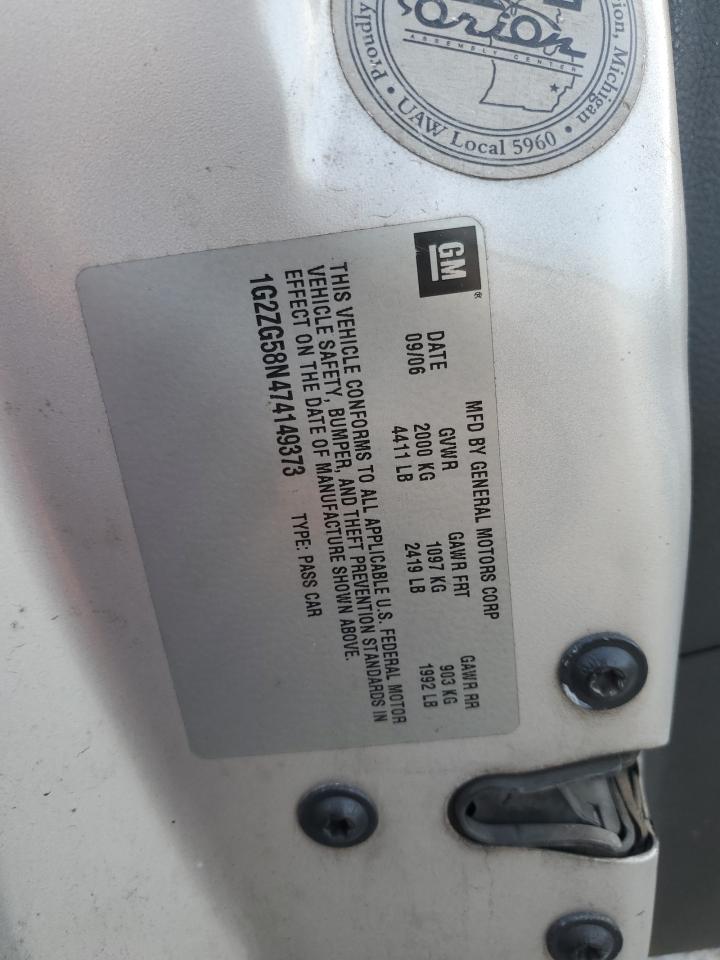 Orion
ASSEMBLY CENTER
Proudly
UAW Local 5960 •
Orion, Michigan
GM
®
MFD BY GENERAL MOTORS CORP
DATE GVWR GAWR FRT GAWR RR
09/06 2000 KG 1097 KG 903 KG
4411 LB 2419 LB 1992 LB
THIS VEHICLE CONFORMS TO ALL APPLICABLE U.S. FEDERAL MOTOR
VEHICLE SAFETY, BUMPER, AND THEFT PREVENTION STANDARDS IN
EFFECT ON THE DATE OF MANUFACTURE SHOWN ABOVE.
1G2ZG58N474149373 TYPE: PASS CAR